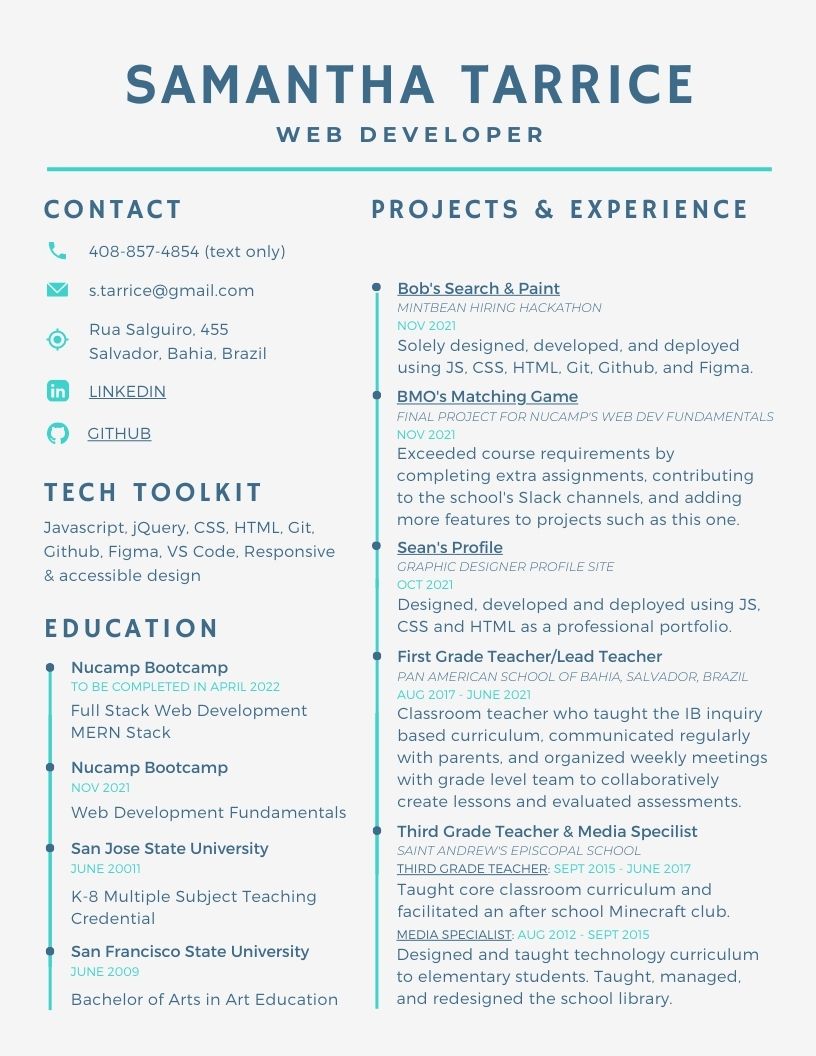 SAMANTHA TARRICE
WEB DEVELOPER
CONTACT
408-857-4854 (text only)
s.tarrice@gmail.com
Rua Salguiro, 455
Salvador, Bahia, Brazil
LINKEDIN
GITHUB
TECH TOOLKIT
Javascript, jQuery, CSS, HTML, Git,
Github, Figma, VS Code, Responsive
& accessible design
EDUCATION
Nucamp Bootcamp
TO BE COMPLETED IN APRIL 2022
Full Stack Web Development
MERN Stack
Nucamp Bootcamp
NOV 2021
Web Development Fundamentals
San Jose State University
JUNE 20011
K-8 Multiple Subject Teaching
Credential
San Francisco State University
JUNE 2009
Bachelor of Arts in Art Education
PROJECTS & EXPERIENCE
Bob's Search & Paint
MINTBEAN HIRING HACKATHON
NOV 2021
Solely designed, developed, and deployed
using JS, CSS, HTML, Git, Github, and Figma.
BMO's Matching Game
FINAL PROJECT FOR NUCAMP'S WEB DEV FUNDAMENTALS
NOV 2021
Exceeded course requirements by
completing extra assignments, contributing
to the school's Slack channels, and adding
more features to projects such as this one.
Sean's Profile
GRAPHIC DESIGNER PROFILE SITE
OCT 2021
Designed, developed and deployed using JS,
CSS and HTML as a professional portfolio.
First Grade Teacher/Lead Teacher
PAN AMERICAN SCHOOL OF BAHIA, SALVADOR, BRAZIL
AUG 2017 - JUNE 2021
Classroom teacher who taught the IB inquiry
based curriculum, communicated regularly
with parents, and organized weekly meetings
with grade level team to collaboratively
create lessons and evaluated assessments.
Third Grade Teacher & Media Specilist
SAINT ANDREW'S EPISCOPAL SCHOOL
THIRD GRADE TEACHER: SEPT 2015 - JUNE 2017
Taught core classroom curriculum and
facilitated an after school Minecraft club.
MEDIA SPECIALIST: AUG 2012 - SEPT 2015
Designed and taught technology curriculum
to elementary students. Taught, managed,
and redesigned the school library.